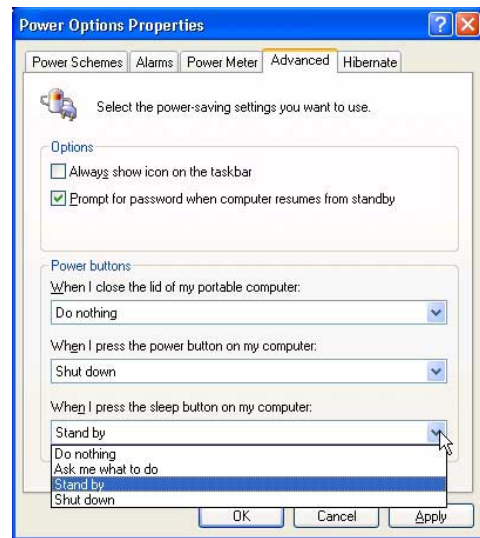 Power Options Properties
?
Power Schemes Alarms Power Meter Advanced Hibernate
Select the power-saving settings you want to use.
Options
Always show icon on the taskbar
Prompt for password when computer resumes from standby
Power buttons
When I close the lid of my portable computer:
Do nothing
When I press the power button on my computer:
Shut down
When I press the sleep button on my computer:
Stand by
Do nothing
Ask me what to do
Stand by
Shut down
OK Cancel Apply